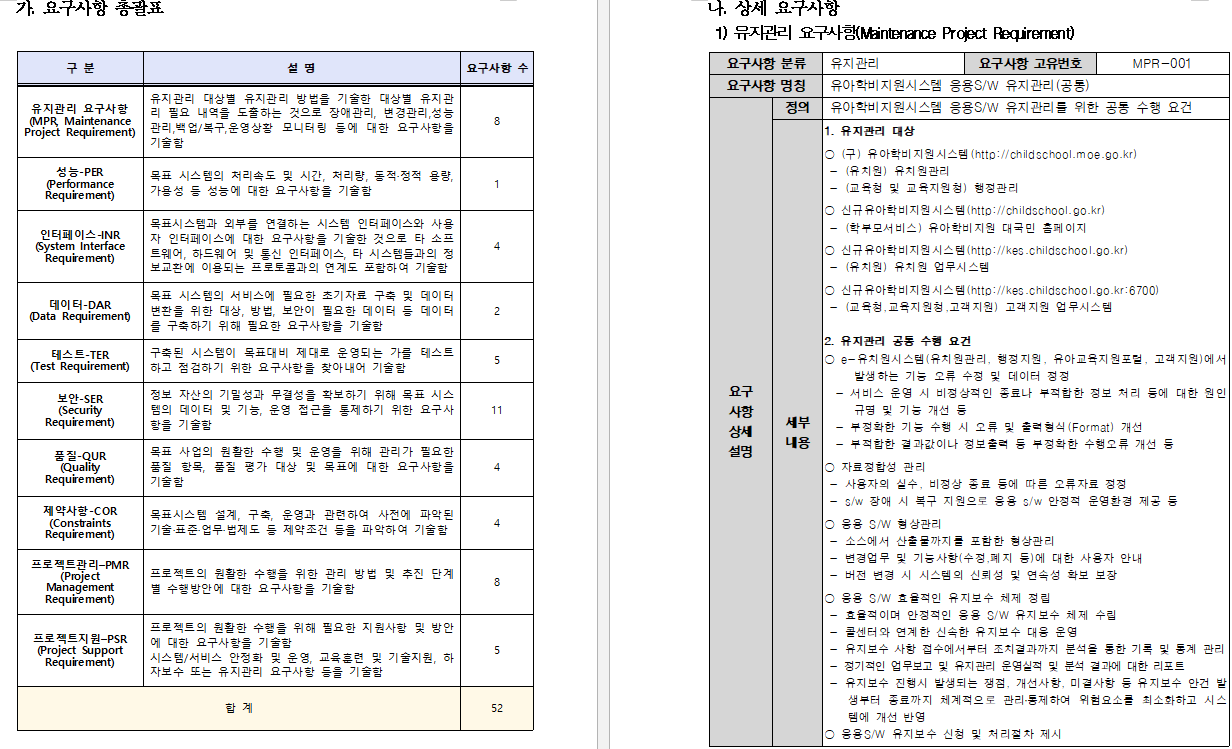 가. 요구사항 총괄표
구 분 설 명 요구사항 수
유지관리 요구사항
(MPR, Maintenance
Project Requirement)
유지관리 대상별 유지관리 방법을 기술한 대상별 유지관
리 필요 내역을 도출하는 것으로 장애관리, 변경관리,성능
관리,백업/복구,운영상황 모니터링 등에 대한 요구사항을
기술함
8
성능-PER
(Performance
Requirement)
목표 시스템의 처리속도 및 시간, 처리량, 동적·정적 용량,
가용성 등 성능에 대한 요구사항을 기술함
1
인터페이스-INR
(System Interface
Requirement)
목표시스템과 외부를 연결하는 시스템 인터페이스와 사용
자 인터페이스에 대한 요구사항을 기술한 것으로 타 소프
트웨어, 하드웨어 및 통신 인터페이스, 타 시스템들과의 정
보교환에 이용되는 프로토콜과의 연계도 포함하여 기술함
4
데이터-DAR
(Data Requirement)
목표 시스템의 서비스에 필요한 초기자료 구축 및 데이터
변환을 위한 대상, 방법, 보안이 필요한 데이터 등 데이터
를 구축하기 위해 필요한 요구사항을 기술함
2
테스트-TER
(Test Requirement)
구축된 시스템이 목표대비 제대로 운영되는 가를 테스트
하고 점검하기 위한 요구사항을 찾아내어 기술함
5
보안-SER
(Security
Requirement)
정보 자산의 기밀성과 무결성을 확보하기 위해 목표 시스
템의 데이터 및 기능, 운영 접근을 통제하기 위한 요구사
항을 기술함
11
품질-QUR
(Quality
Requirement)
목표 사업의 원활한 수행 및 운영을 위해 관리가 필요한
품질 항목, 품질 평가 대상 및 목표에 대한 요구사항을
기술함
4
제약사항-COR
(Constraints
Requirement)
목표시스템 설계, 구축, 운영과 관련하여 사전에 파악된
기술·표준·업무·법제도 등 제약조건 등을 파악하여 기술함
4
프로젝트관리–PMR
(Project
Management
Requirement)
프로젝트의 원활한 수행을 위한 관리 방법 및 추진 단계
별 수행방안에 대한 요구사항을 기술함
8
프로젝트지원–PSR
(Project Support
Requirement)
프로젝트의 원활한 수행을 위해 필요한 지원사항 및 방안
에 대한 요구사항을 기술함
시스템/서비스 안정화 및 운영, 교육훈련 및 기술지원, 하
자보수 또는 유지관리 요구사항 등을 기술함
5
합 계 52
나. 상세 요구사항
1) 유지관리 요구사항(Maintenance Project Requirement)
요구사항 분류 유지관리 요구사항 고유번호 MPR-001
요구사항 명칭 유아학비지원시스템 응용S/W 유지관리(공통)
정의 유아학비지원시스템 응용S/W 유지관리를 위한 공통 수행 요건
요구
사항
상세
설명
세부
내용
1. 유지관리 대상
○ (구) 유아학비지원시스템(http://childschool.moe.go.kr)
- (유치원) 유치원관리
- (교육청 및 교육지원청) 행정관리
○ 신규유아학비지원시스템(http://childschool.go.kr)
- (학부모서비스) 유아학비지원 대국민 홈페이지
○ 신규유아학비지원시스템(http://kes.childschool.go.kr)
- (유치원) 유치원 업무시스템
○ 신규유아학비지원시스템(http://kes.childschool.go.kr:6700)
- (교육청,교육지원청,고객지원) 고객지원 업무시스템
2. 유지관리 공통 수행 요건
○ e-유치원시스템(유치원관리, 행정지원, 유아교육지원포털, 고객지원)에서
발생하는 기능 오류 수정 및 데이터 정정
- 서비스 운영 시 비정상적인 종료나 부적합한 정보 처리 등에 대한 원인
규명 및 기능 개선 등
- 부정확한 기능 수행 시 오류 및 출력형식(Format) 개선
- 부적합한 결과값이나 정보출력 등 부정확한 수행오류 개선 등
○ 자료정합성 관리
- 사용자의 실수, 비정상 종료 등에 따른 오류자료 정정
- s/w 장애 시 복구 지원으로 응용 s/w 안정적 운영환경 제공 등
○ 응용 S/W 형상관리
- 소스에서 산출물까지를 포함한 형상관리
- 변경업무 및 기능사항(수정,폐지 등)에 대한 사용자 안내
- 버전 변경 시 시스템의 신뢰성 및 연속성 확보 보장
○ 응용 S/W 효율적인 유지보수 체제 정립
- 효율적이며 안정적인 응용 S/W 유지보수 체제 수립
- 콜센터와 연계한 신속한 유지보수 대응 운영
- 유지보수 사항 접수에서부터 조치결과까지 분석을 통한 기록 및 통계 관리
- 정기적인 업무보고 및 유지관리 운영실적 및 분석 결과에 대한 리포트
- 유지보수 진행시 발생되는 쟁점, 개선사항, 미결사항 등 유지보수 안건 발
생부터 종료까지 체계적으로 관리·통제하여 위험요소를 최소화하고 시스
템에 개선 반영
○ 응용S/W 유지보수 신청 및 처리절차 제시